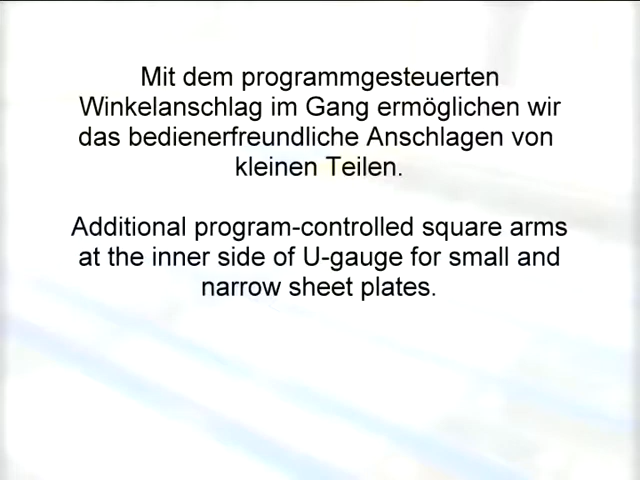 Mit dem programmgesteuerten
Winkelanschlag im Gang ermöglichen wir
das bedienerfreundliche Anschlagen von
kleinen Teilen.
Additional program-controlled square arms
at the inner side of U-gauge for small and
narrow sheet plates.